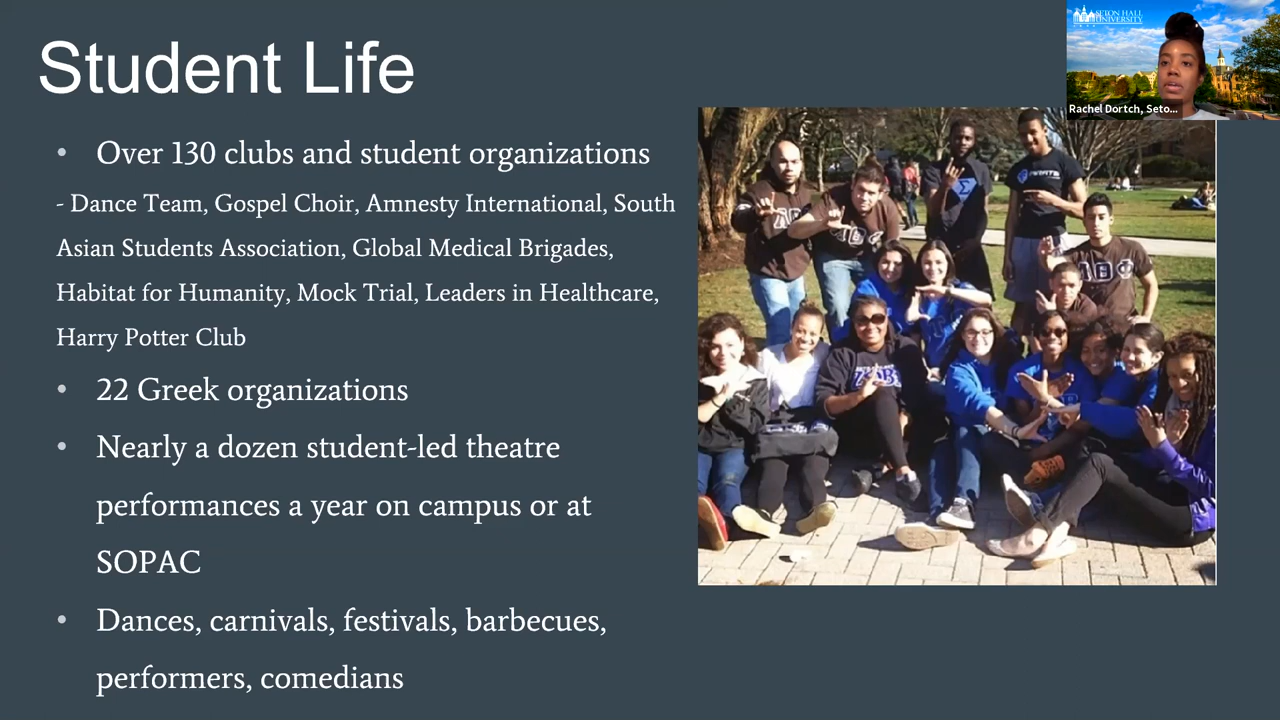 Student Life
SETON HALL
UNIVERSITY
Rachel Dortch, Seto...
• Over 130 clubs and student organizations
- Dance Team, Gospel Choir, Amnesty International, South
Asian Students Association, Global Medical Brigades,
Habitat for Humanity, Mock Trial, Leaders in Healthcare,
Harry Potter Club
• 22 Greek organizations
• Nearly a dozen student-led theatre
performances a year on campus or at
SOPAC
• Dances, carnivals, festivals, barbecues,
performers, comedians
Σ
ΛΘΦ
ΖΦΒ